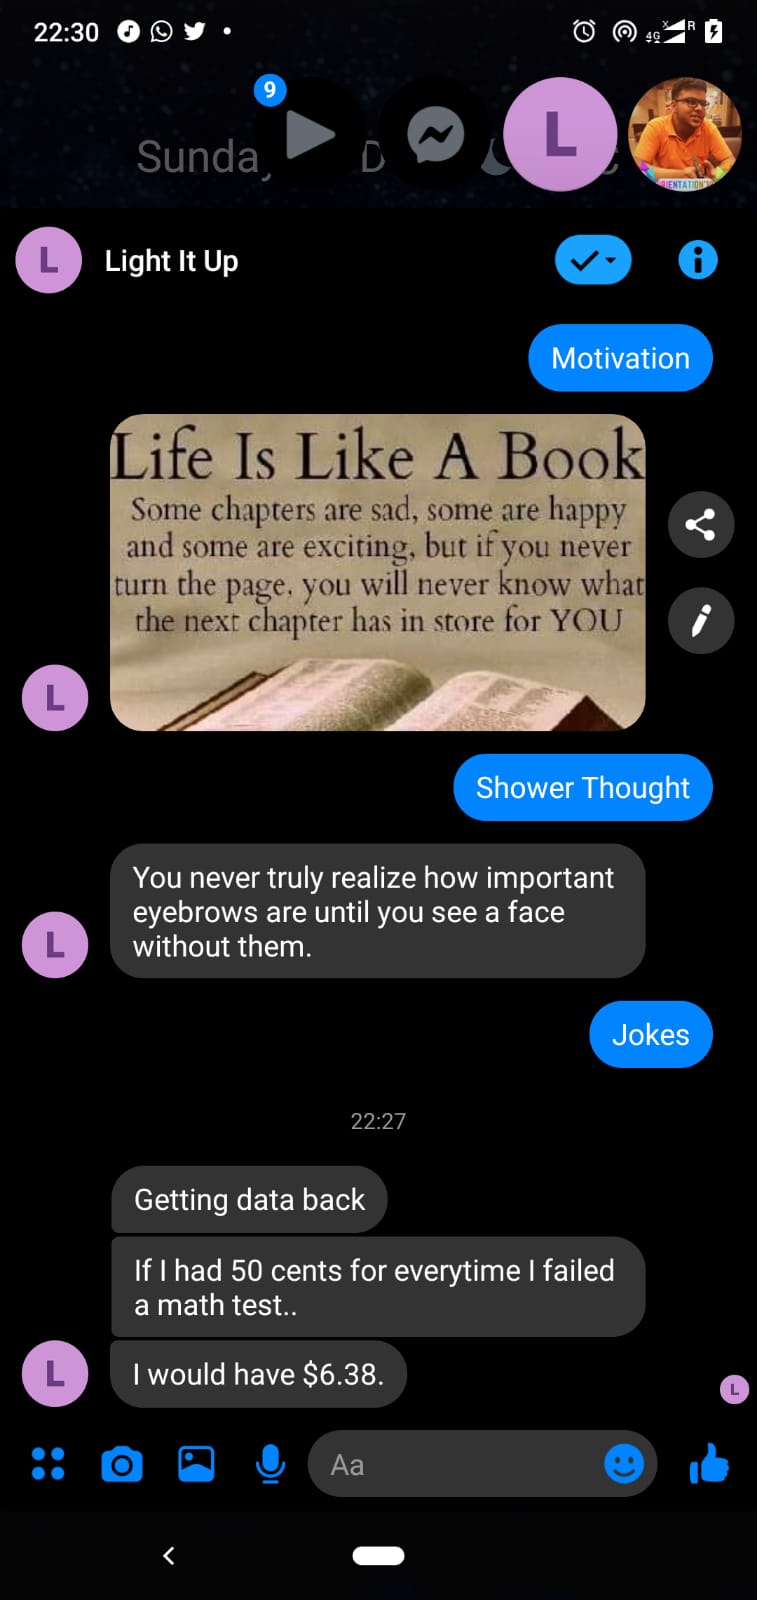 22:30
4G
R
9
Sunda
D
L
RIENTATION'1
L
Light It Up
Motivation
Life Is Like A Book
Some chapters are sad, some are happy
and some are exciting, but if you never
turn the page, you will never know what
the next chapter has in store for YOU
L
Shower Thought
You never truly realize how important
eyebrows are until you see a face
without them.
L
Jokes
22:27
Getting data back
If I had 50 cents for everytime I failed
a math test..
I would have $6.38.
L
L
Aa